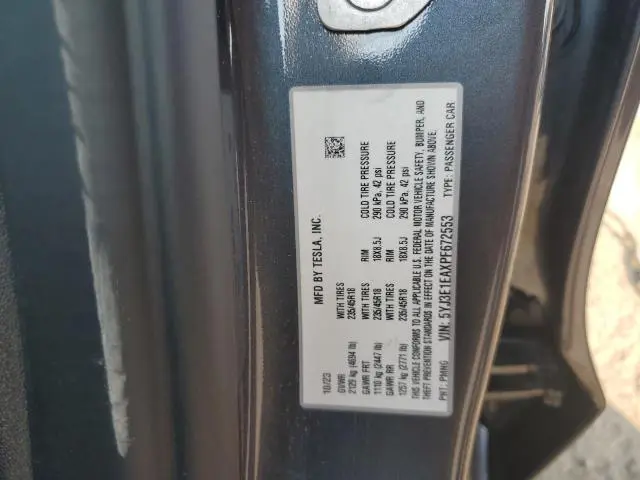 MFD BY TESLA, INC.
10/23
GVWR
2129 kg (4694 lb)
GAWR FRT WITH TIRES RIM COLD TIRE PRESSURE
1110 kg (2447 lb) 235/45R18 18X8.5J 290 kPa, 42 psi
GAWR RR WITH TIRES RIM COLD TIRE PRESSURE
1257 kg (2771 lb) 235/45R18 18X8.5J 290 kPa, 42 psi
THIS VEHICLE CONFORMS TO ALL APPLICABLE U.S. FEDERAL MOTOR VEHICLE SAFETY, BUMPER, AND
THEFT PREVENTION STANDARDS IN EFFECT ON THE DATE OF MANUFACTURE SHOWN ABOVE.
PNT: PMNG VIN: 5YJ3E1EAXPF672553 TYPE: PASSENGER CAR